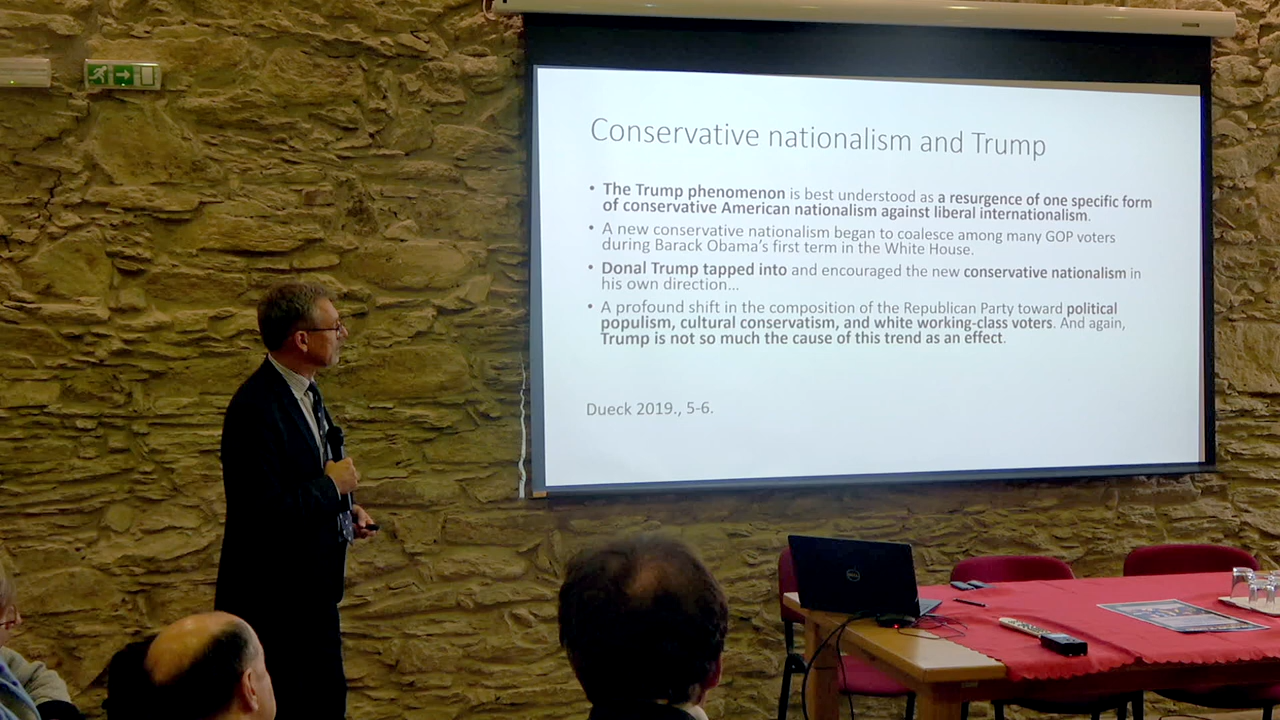 Conservative nationalism and Trump
• The Trump phenomenon is best understood as a resurgence of one specific form
of conservative American nationalism against liberal internationalism.
• A new conservative nationalism began to coalesce among many GOP voters
during Barack Obama's first term in the White House.
• Donal Trump tapped into and encouraged the new conservative nationalism in
his own direction...
• A profound shift in the composition of the Republican Party toward political
populism, cultural conservatism, and white working-class voters. And again,
Trump is not so much the cause of this trend as an effect.
Dueck 2019., 5-6.
DELL